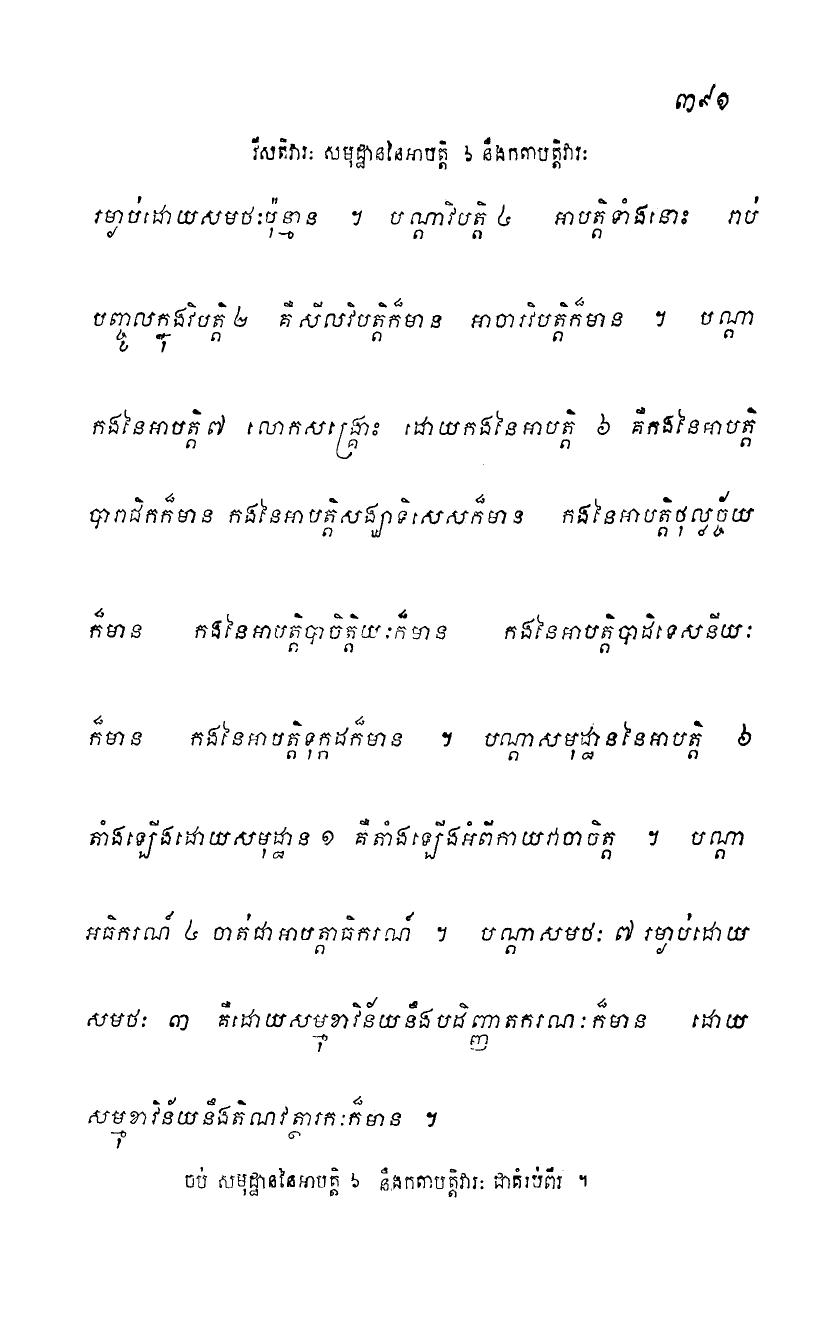 ៣៩១
វីសតិវារៈ សមុដ្ឋាននៃអាបត្តិ ៦ និងកតាបត្តិវារៈ
រម្ងាប់ដោយសមថៈប៉ុន្មាន ។ បណ្តាវិបត្តិ ៤ អាបត្តិទាំងនោះ រាប់
បញ្ចូលក្នុងវិបត្តិ ២ គឺសីលវិបត្តិក៏មាន អាចារវិបត្តិក៏មាន ។ បណ្តា
កងនៃអាបត្តិ ៧ លោកសង្គ្រោះ ដោយកងនៃអាបត្តិ ៦ គឺកងនៃអាបត្តិ
បារាជិកក៏មាន កងនៃអាបត្តិសង្ឃាទិសេសក៏មាន កងនៃអាបត្តិថុល្លច្ច័យ
ក៏មាន កងនៃអាបត្តិបាចិត្តិយៈក៏មាន កងនៃអាបត្តិបាដិទេសនីយៈ
ក៏មាន កងនៃអាបត្តិទុក្កដក៏មាន ។ បណ្តាសមុដ្ឋាននៃអាបត្តិ ៦
តាំងឡើងដោយសមុដ្ឋាន ១ គឺតាំងឡើងអំពីកាយវាចាចិត្ត ។ បណ្តា
អធិករណ៍ ៤ ចាត់ជាអាបត្តាធិករណ៍ ។ បណ្តាសមថៈ ៧ រម្ងាប់ដោយ
សមថៈ ៣ គឺដោយសម្មុខាវិន័យនឹងបដិញ្ញាតករណៈក៏មាន ដោយ
សម្មុខាវិន័យនឹងតិណវត្ថារកៈក៏មាន ។
ចប់ សមុដ្ឋាននៃអាបត្តិ ៦ នឹងកតាបត្តិវារៈ ជាគំរប់ពីរ ។